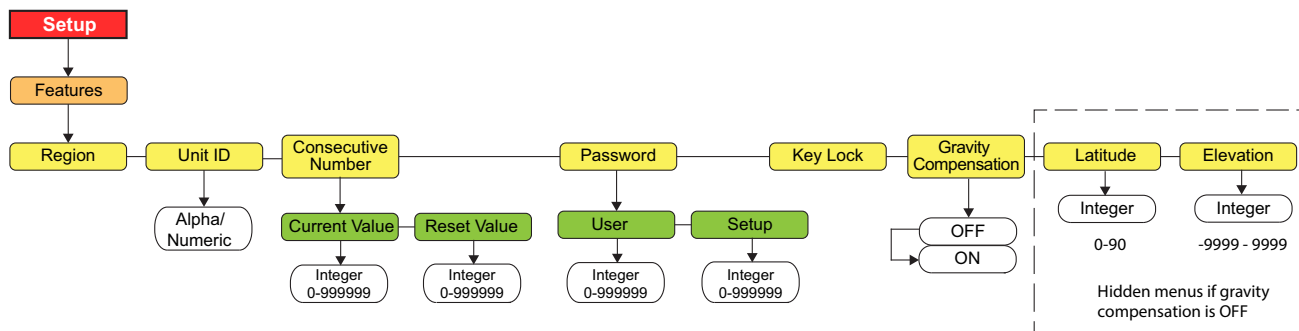 Setup
Features
Region
Unit ID
Consecutive
Number
Password
Key Lock
Gravity
Compensation
Latitude
Elevation
Alpha/
Numeric
Current Value
Reset Value
User
Setup
OFF
ON
Integer
Integer
0-90
-9999 - 9999
Integer
0-999999
Integer
0-999999
Integer
0-999999
Integer
0-999999
Hidden menus if gravity
compensation is OFF